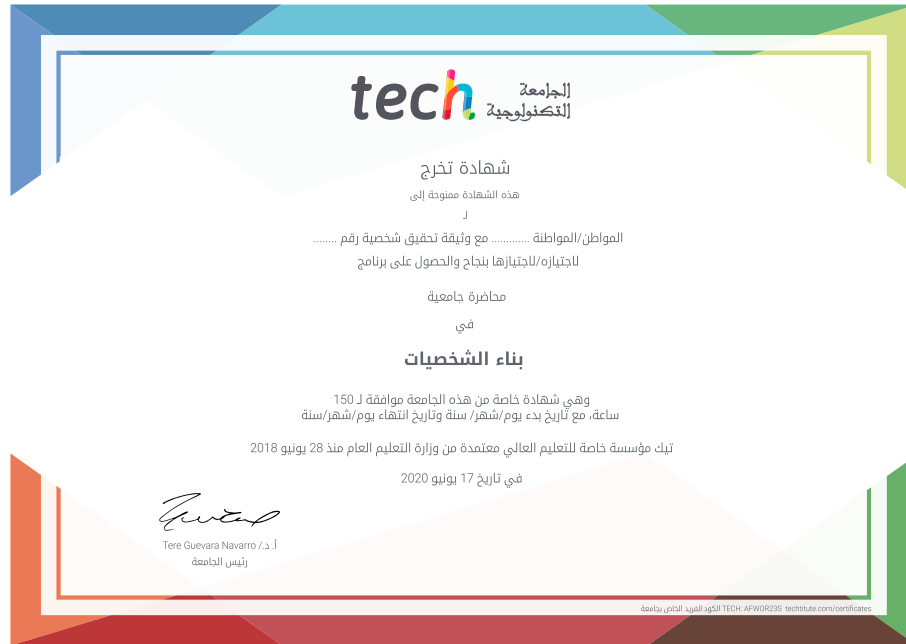 tech الجامعة
التكنولوجية
شهادة تخرج
هذه الشهادة ممنوحة إلى
لـ
المواطن/المواطنة ............. مع وثيقة تحقيق شخصية رقم ........
لاجتيازه/لاجتيازها بنجاح والحصول على برنامج
محاضرة جامعية
في
بناء الشخصيات
وهي شهادة خاصة من هذه الجامعة موافقة لـ 150
ساعة، مع تاريخ بدء يوم/شهر/ سنة وتاريخ انتهاء يوم/شهر/سنة
تيك مؤسسة خاصة للتعليم العالي معتمدة من وزارة التعليم العام منذ 28 يونيو 2018
في تاريخ 17 يونيو 2020
أ. د./ Tere Guevara Navarro
رئيس الجامعة
الكود الفريد الخاص بجامعة TECH: AFWOR23S techtitute.com/certificates